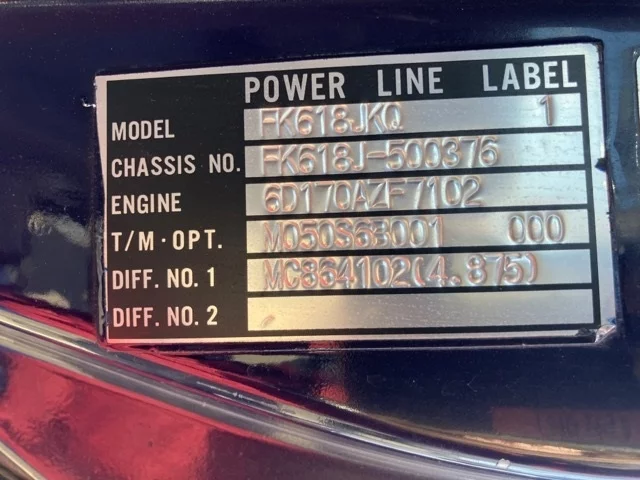 POWER LINE LABEL
MODEL FK618JKQ 1
CHASSIS NO. FK618J-500376
ENGINE 6D170AZF7102
T/M·OPT. M050S6B001 000
DIFF. NO. 1 MC864102(4.875)
DIFF. NO. 2 -